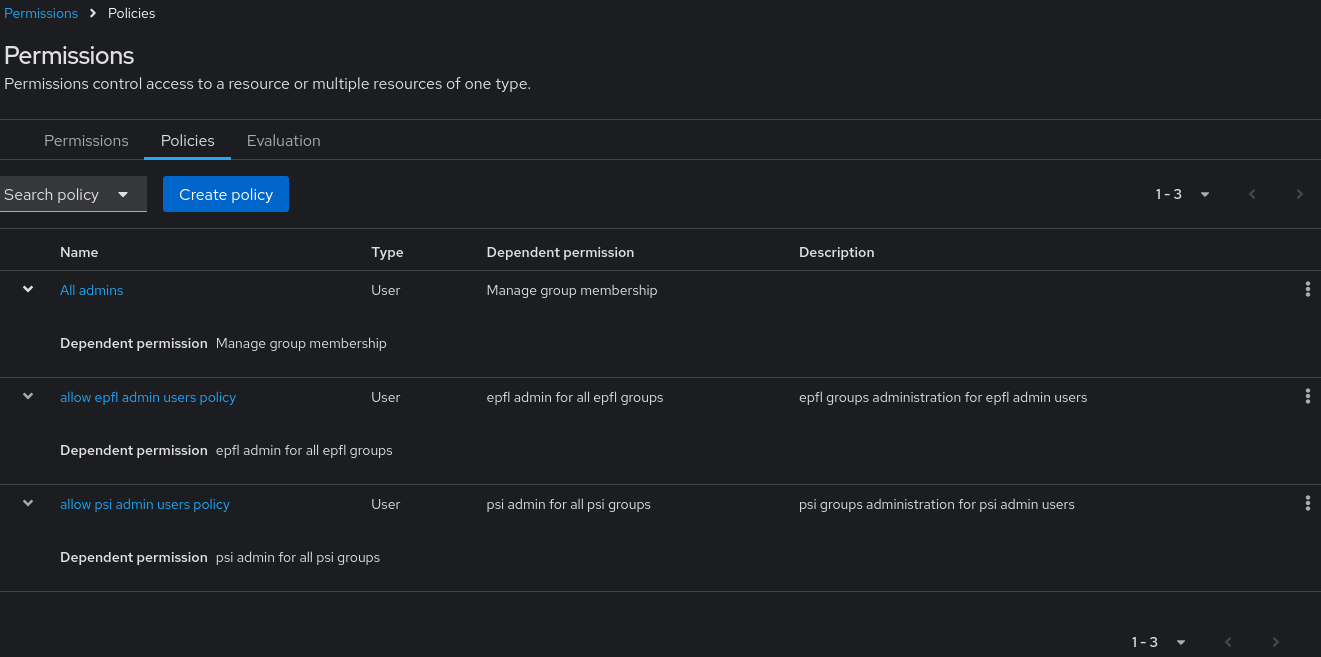 Permissions Policies
Permissions
Permissions control access to a resource or multiple resources of one type.
Permissions Policies Evaluation
Search policy Create policy 1 - 3
Name Type Dependent permission Description
All admins User Manage group membership
Dependent permission Manage group membership
allow epfl admin users policy User epfl admin for all epfl groups epfl groups administration for epfl admin users
Dependent permission epfl admin for all epfl groups
allow psi admin users policy User psi admin for all psi groups psi groups administration for psi admin users
Dependent permission psi admin for all psi groups
1 - 3